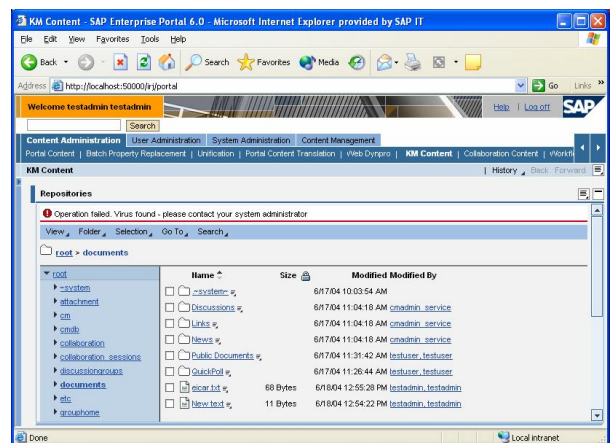 KM Content - SAP Enterprise Portal 6.0 - Microsoft Internet Explorer provided by SAP IT
File Edit View Favorites Tools Help
Back Search Favorites Media
Address http://localhost:50000/irj/portal Go Links »
Welcome testadmin testadmin Help | Log off SAP
Search
Content Administration User Administration System Administration Content Management
Portal Content | Batch Property Replacement | Unification | Portal Content Translation | Web Dynpro | KM Content | Collaboration Content |
KM Content | History Back Forward
Repositories
Operation failed. Virus found - please contact your system administrator
View Folder Selection Go To Search
root > documents
root
~system
attachment
cm
cmdb
collaboration
collaboration_sessions
discussiongroups
documents
etc
grouphome
Name Size Modified Modified By
~system~ 6/17/04 10:03:54 AM
Discussions 6/17/04 11:04:18 AM cmadmin_service
Links 6/17/04 11:04:18 AM cmadmin_service
News 6/17/04 11:04:18 AM cmadmin_service
Public Documents 6/17/04 11:31:42 AM testuser, testuser
QuickPoll 6/17/04 11:26:44 AM testuser, testuser
eicar.txt 68 Bytes 6/18/04 12:55:28 PM testadmin, testadmin
New text 11 Bytes 6/18/04 12:54:22 PM testadmin, testadmin
Done Local intranet